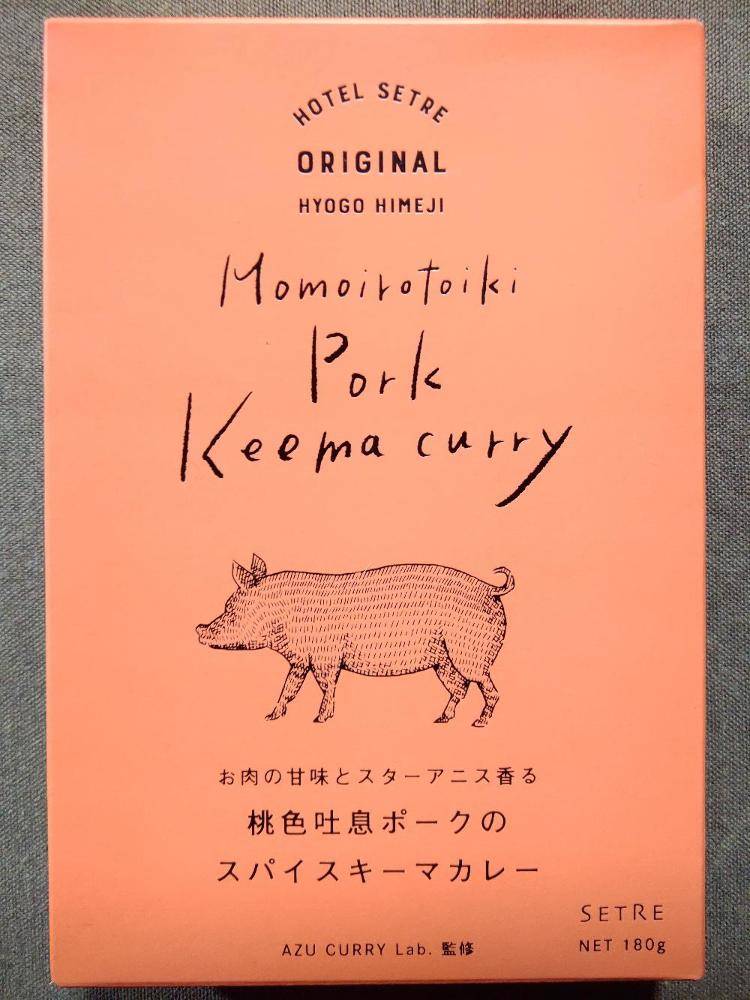 HOTEL SETRE
ORIGINAL
HYOGO HIMEJI
Momoirotoiki
Pork
Keema curry
お肉の甘味とスターアニス香る
桃色吐息ポークの
スパイスキーマカレー
SETRE
AZU CURRY Lab. 監修
NET 180g